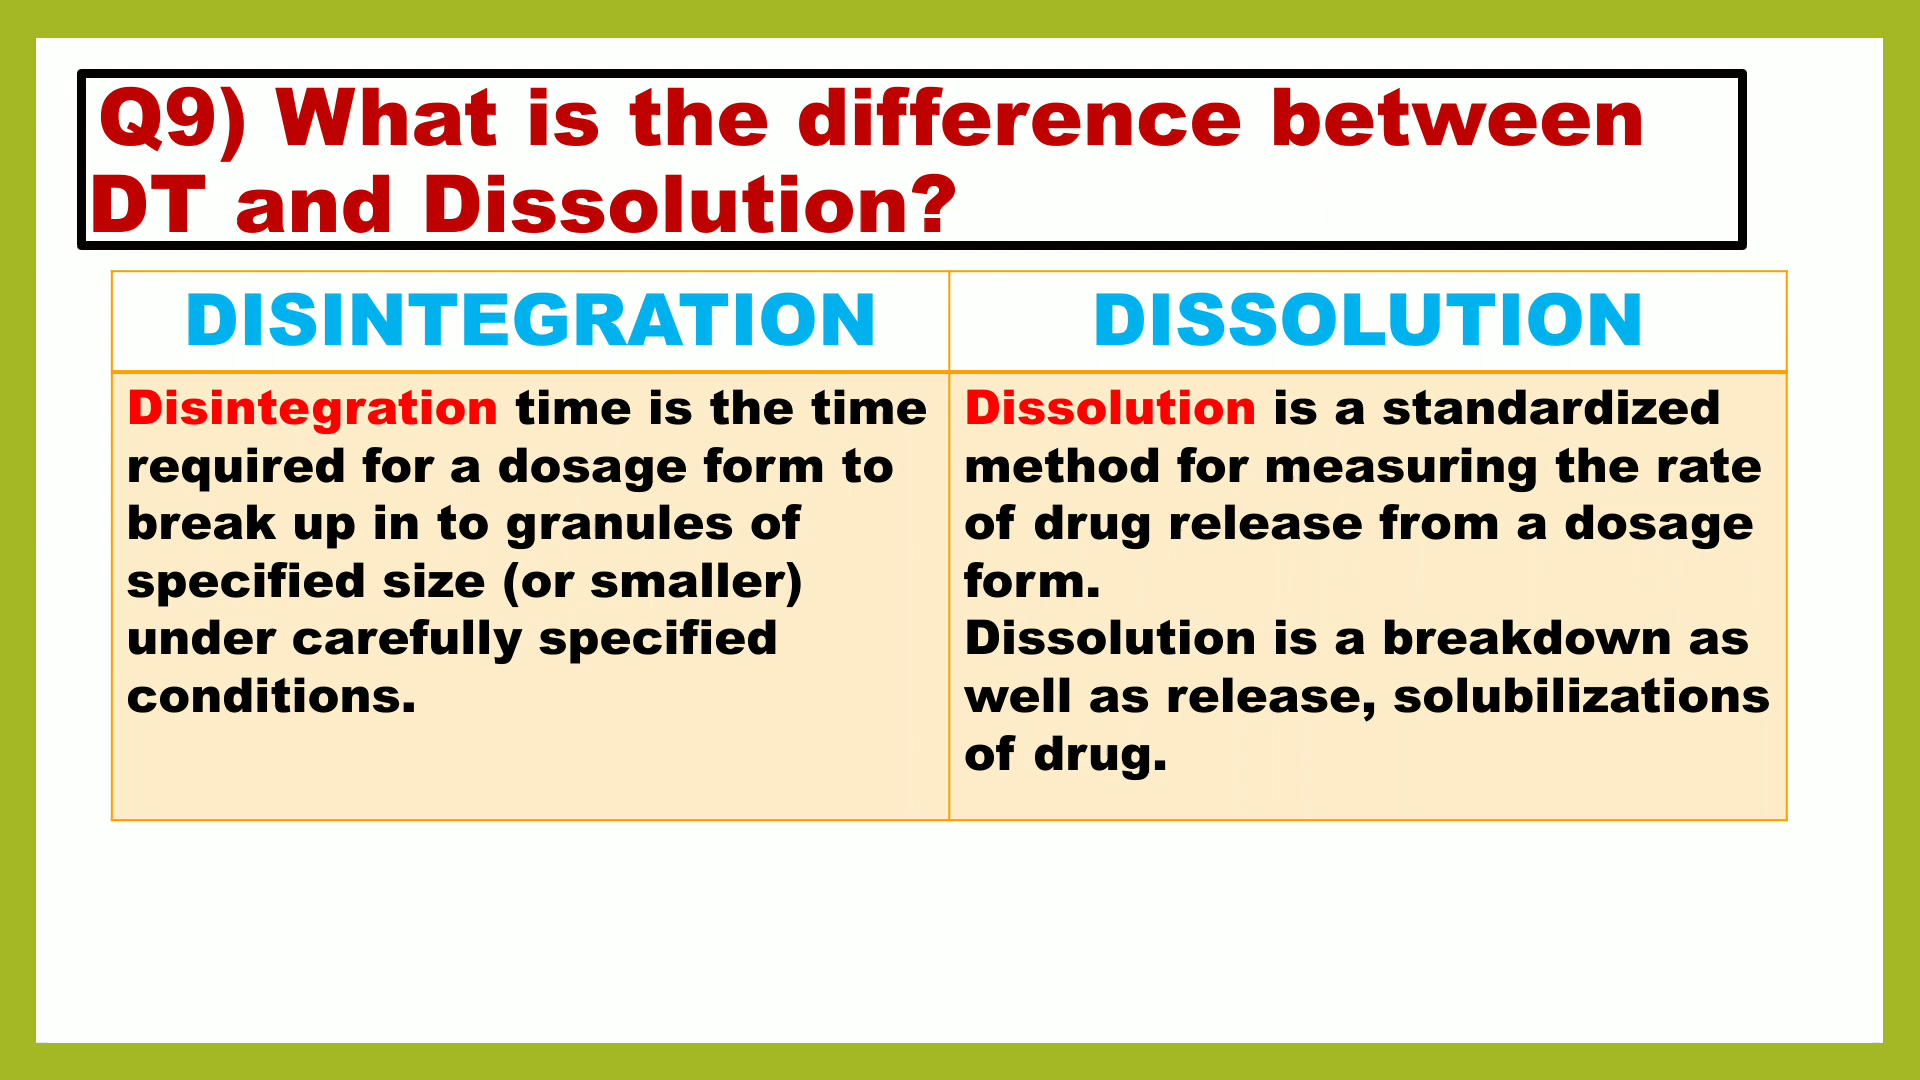 Q9) What is the difference between
DT and Dissolution?
DISINTEGRATION
Disintegration time is the time
required for a dosage form to
break up in to granules of
specified size (or smaller)
under carefully specified
conditions.
DISSOLUTION
Dissolution is a standardized
method for measuring the rate
of drug release from a dosage
form.
Dissolution is a breakdown as
well as release, solubilizations
of drug.